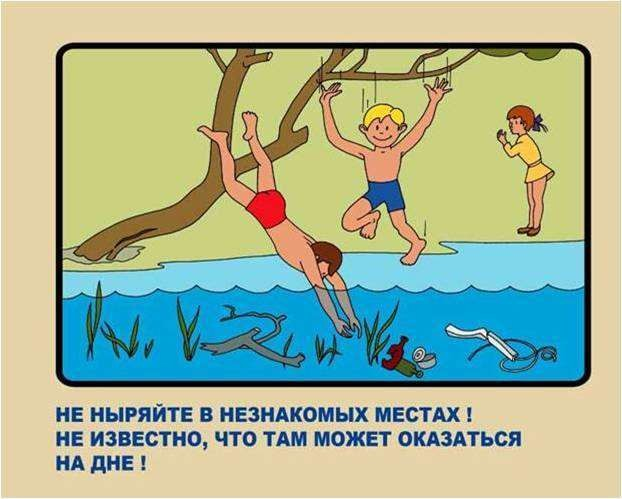 НЕ НЫРЯЙТЕ В НЕЗНАКОМЫХ МЕСТАХ !
НЕ ИЗВЕСТНО, ЧТО ТАМ МОЖЕТ ОКАЗАТЬСЯ
НА ДНЕ !